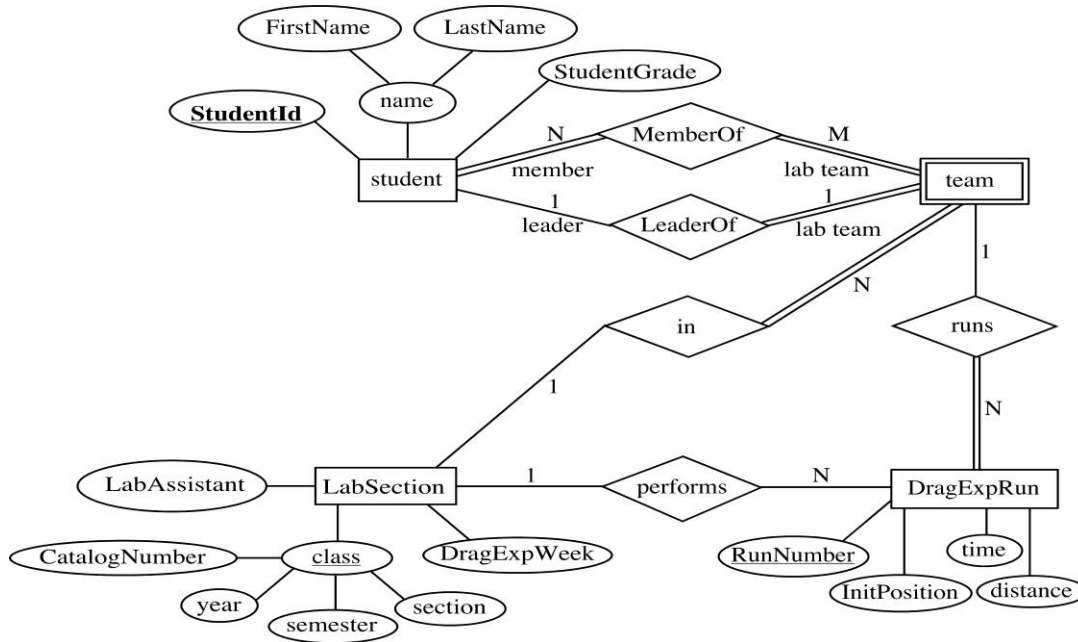 FirstName
LastName
StudentGrade
name
StudentId
N
MemberOf
M
student
member
lab team
team
1
1
leader
LeaderOf
lab team
N
1
in
runs
1
N
LabAssistant
LabSection
1
performs
N
DragExpRun
CatalogNumber
class
DragExpWeek
RunNumber
time
year
section
InitPosition
distance
semester